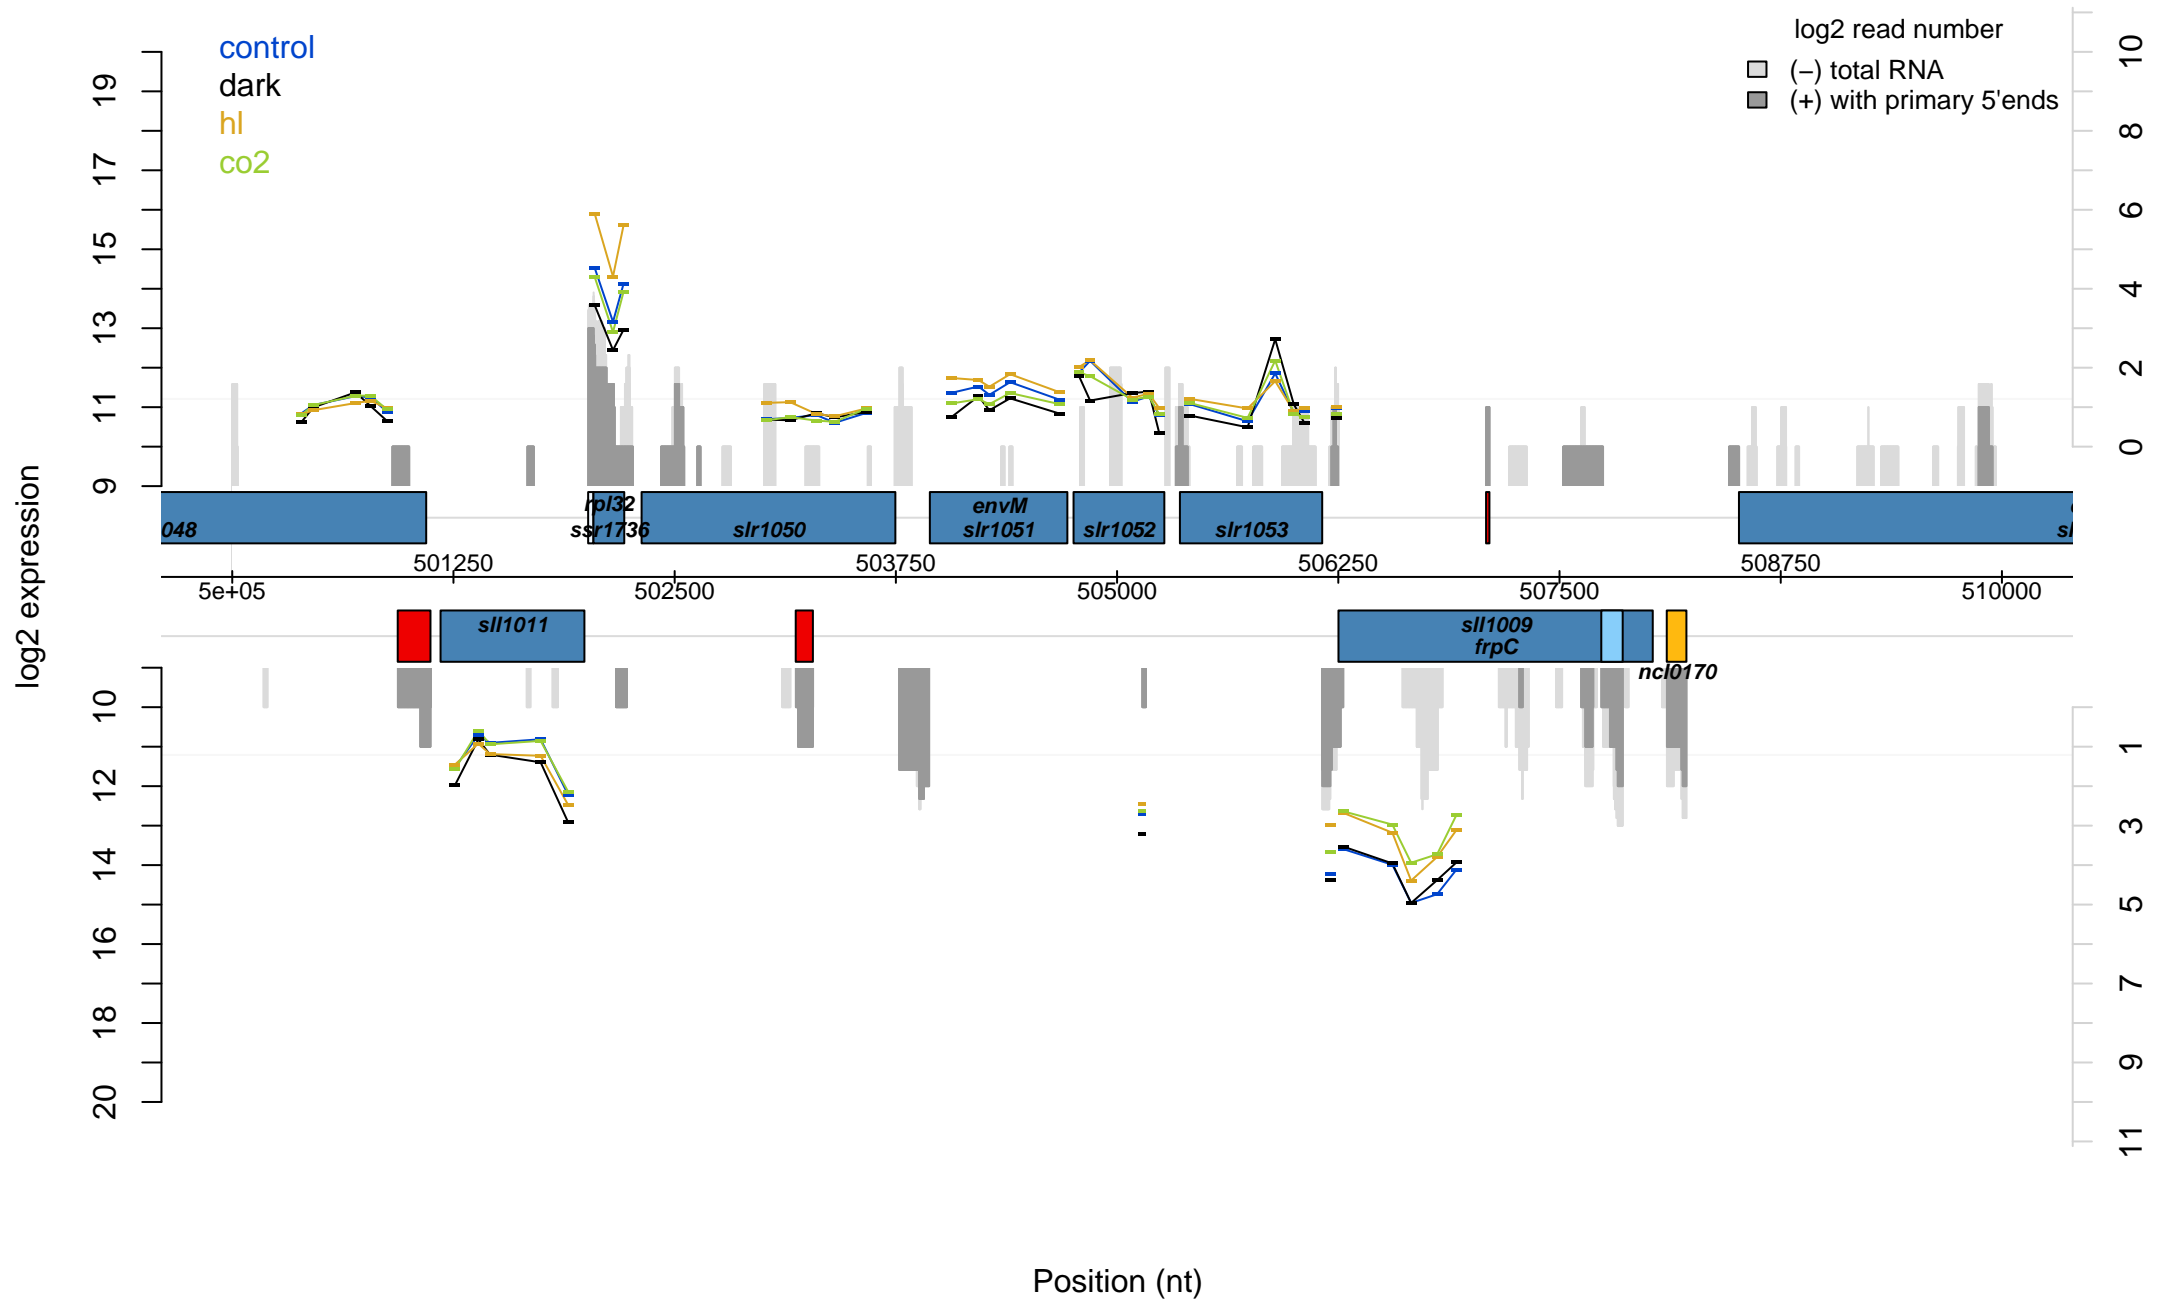 control
dark
hl
co2
log2 read number
(−) total RNA
(+) with primary 5'ends
19
17
15
13
11
9
10
8
6
4
2
0
log2 expression
048
rpl32
ssr1736
slr1050
envM
slr1051
slr1052
slr1053
501250
503750
506250
508750
5e+05
502500
505000
507500
510000
sll1011
sll1009
frpC
ncl0170
10
12
14
16
18
20
1
3
5
7
9
11
Position (nt)